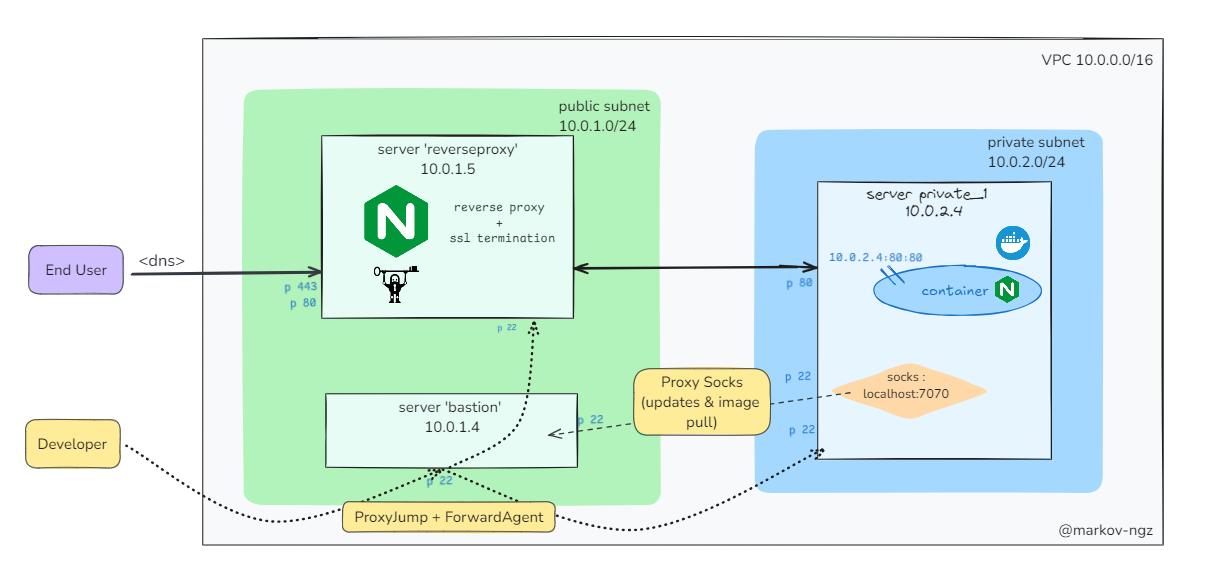 VPC 10.0.0.0/16
public subnet
10.0.1.0/24
server 'reverseproxy'
10.0.1.5
reverse proxy
+
ssl termination
End User
<dns>
p 443
p 80
p 22
private subnet
10.0.2.0/24
server private_1
10.0.2.4
10.0.2.4:80:80
container
p 80
p 22
socks :
localhost:7070
p 22
Proxy Socks
(updates & image
pull)
server 'bastion'
10.0.1.4
p 22
p 22
Developer
ProxyJump + ForwardAgent
@markov-ngz